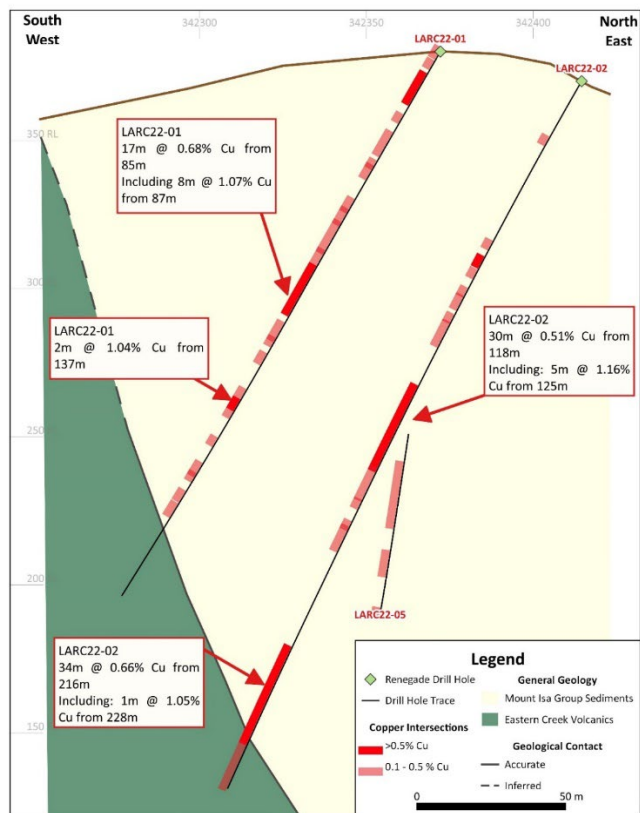 South
West
342300
342350
342400
North
East
LARC22-01
LARC22-02
350 RL
LARC22-01
17m @ 0.68% Cu from
85m
Including 8m @ 1.07% Cu
from 87m
300
LARC22-01
2m @ 1.04% Cu from
137m
LARC22-02
30m @ 0.51% Cu from
118m
Including: 5m @ 1.16%
Cu from 125m
250
200
LARC22-05
LARC22-02
34m @ 0.66% Cu from
216m
Including: 1m @ 1.05%
Cu from 228m
150
Legend
Renegade Drill Hole
Drill Hole Trace
Copper Intersections
>0.5% Cu
0.1 - 0.5 % Cu
General Geology
Mount Isa Group Sediments
Eastern Creek Volcanics
Geological Contact
Accurate
Inferred
0
50 m